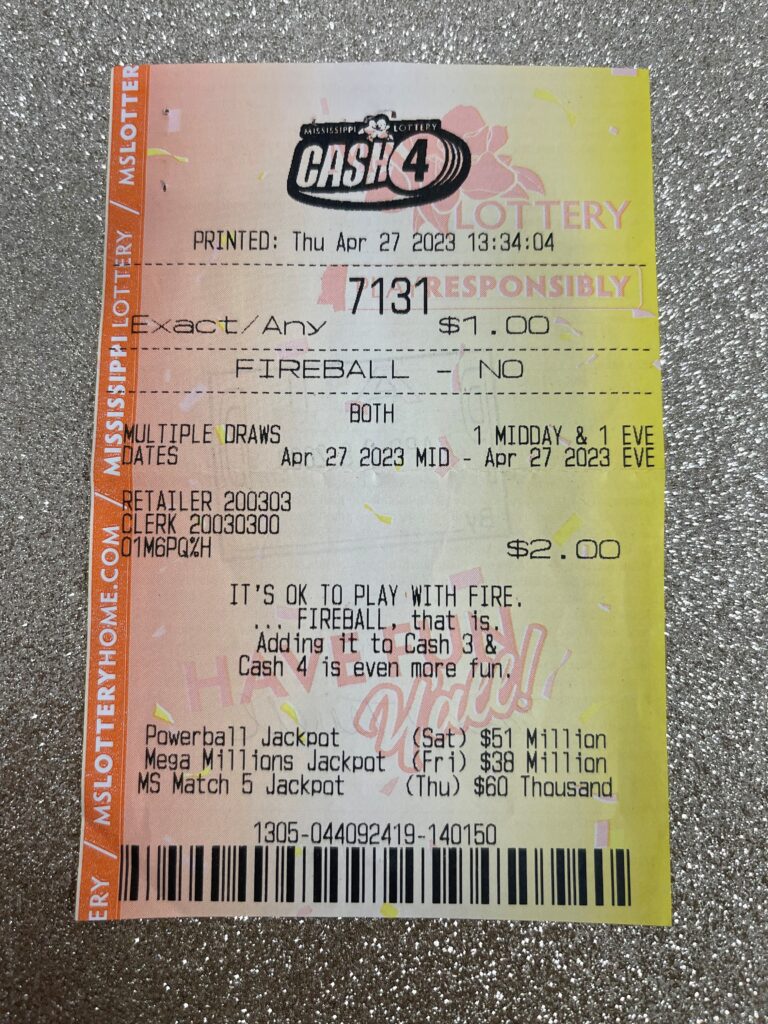 MISSISSIPPI LOTTERY
CASH 4
LOTTERY
PRINTED: Thu Apr 27 2023 13:34:04
RESPONSIBLY
7131
Exact/Any $1.00
FIREBALL - NO
BOTH
MULTIPLE DRAWS 1 MIDDAY & 1 EVE
DATES Apr 27 2023 MID - Apr 27 2023 EVE
RETAILER 200303
CLERK 20030300
01M6PQ%H $2.00
IT'S OK TO PLAY WITH FIRE.
... FIREBALL, that is.
Adding it to Cash 3 &
Cash 4 is even more fun.
HAVE FUN
Y'all!
Powerball Jackpot (Sat) $51 Million
Mega Millions Jackpot (Fri) $38 Million
MS Match 5 Jackpot (Thu) $60 Thousand
1305-044092419-140150
ERY / MSLOTTERYHOME.COM / MISSISSIPPI LOTTERY / MSLOTTER